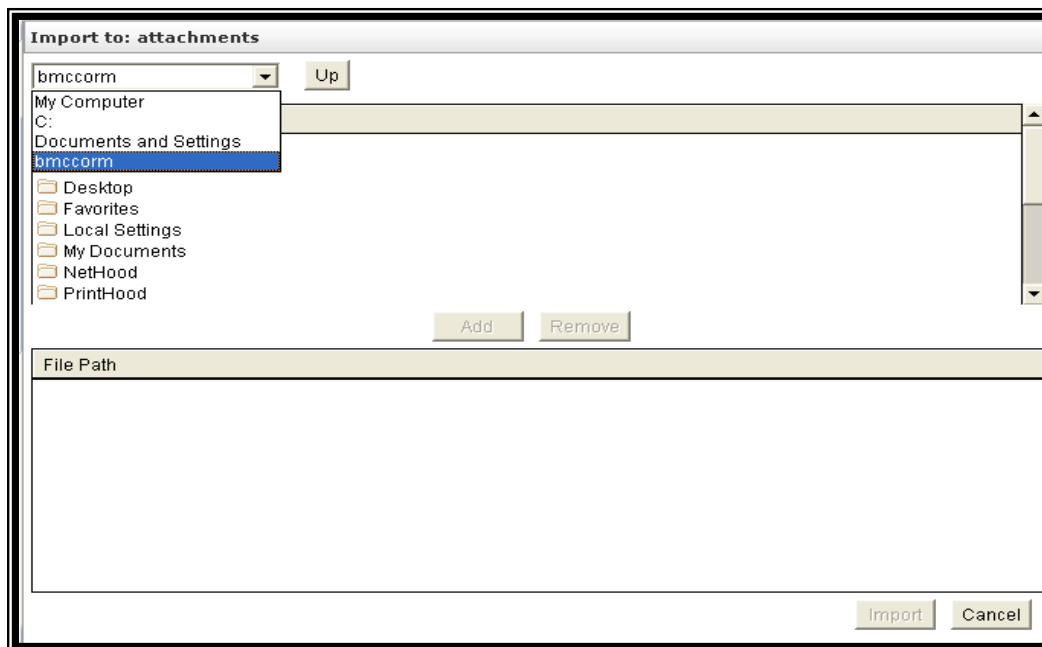 Import to: attachments
bmccorm Up
My Computer
C:
Documents and Settings
bmccorm
Desktop
Favorites
Local Settings
My Documents
NetHood
PrintHood
Add Remove
File Path
Import Cancel